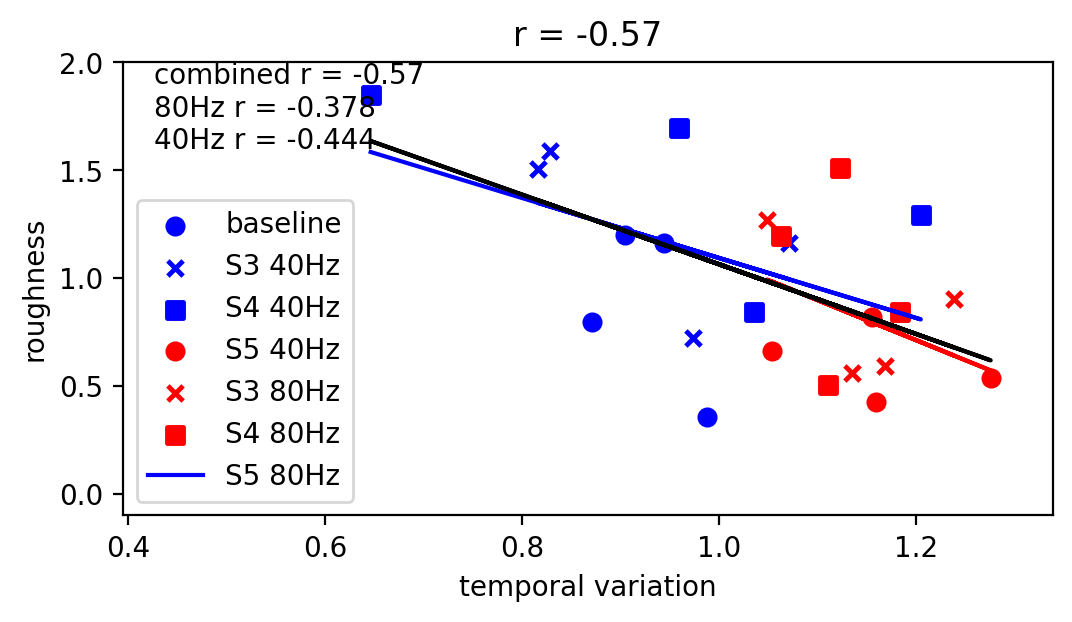 r = -0.57
combined r = -0.57
80Hz r = -0.378
40Hz r = -0.444
2.0
1.5
1.0
0.5
0.0
roughness
baseline
S3 40Hz
S4 40Hz
S5 40Hz
S3 80Hz
S4 80Hz
S5 80Hz
0.4 0.6 0.8 1.0 1.2
temporal variation